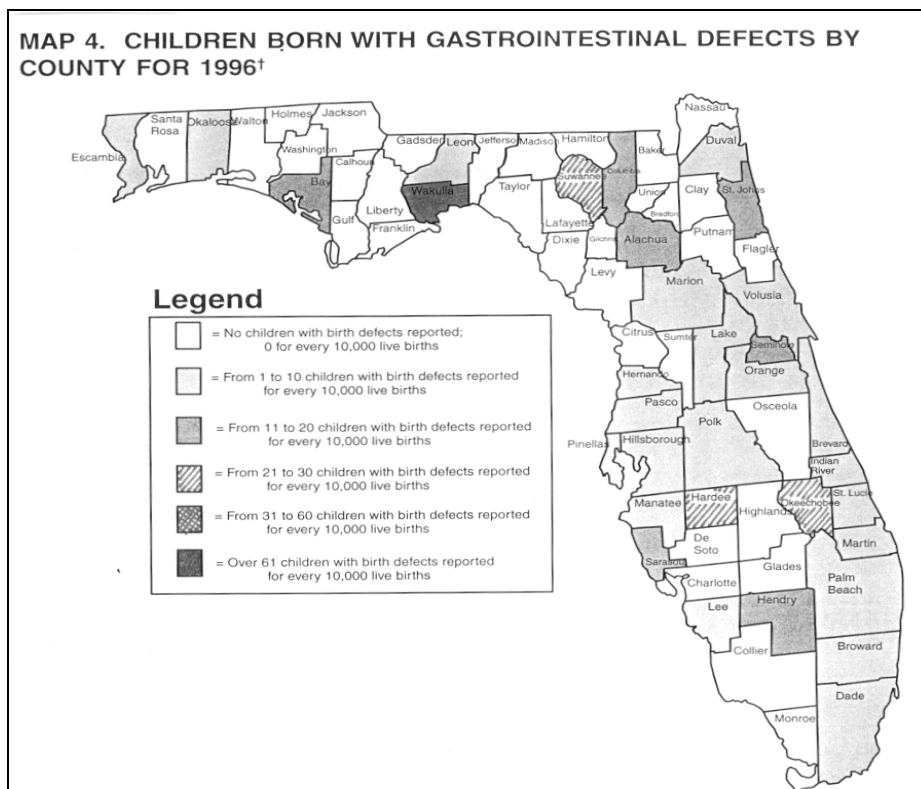 MAP 4. CHILDREN BORN WITH GASTROINTESTINAL DEFECTS BY
COUNTY FOR 1996†
Escambia
Santa
Rosa
Okaloosa
Walton
Holmes
Jackson
Washington
Bay
Calhoun
Gulf
Liberty
Franklin
Gadsden
Leon
Wakulla
Jefferson
Madison
Taylor
Hamilton
Suwannee
Lafayette
Dixie
Columbia
Gilchrist
Levy
Baker
Union
Bradford
Alachua
Nassau
Duval
Clay
St. Johns
Putnam
Flagler
Marion
Volusia
Citrus
Sumter
Lake
Seminole
Orange
Hernando
Pasco
Pinellas
Hillsborough
Polk
Osceola
Brevard
Indian
River
Manatee
Hardee
Highlands
Okeechobee
St. Lucie
Sarasota
De
Soto
Martin
Charlotte
Glades
Palm
Beach
Lee
Hendry
Collier
Broward
Dade
Monroe
Legend
= No children with birth defects reported;
0 for every 10,000 live births
= From 1 to 10 children with birth defects reported
for every 10,000 live births
= From 11 to 20 children with birth defects reported
for every 10,000 live births
= From 21 to 30 children with birth defects reported
for every 10,000 live births
= From 31 to 60 children with birth defects reported
for every 10,000 live births
= Over 61 children with birth defects reported
for every 10,000 live births